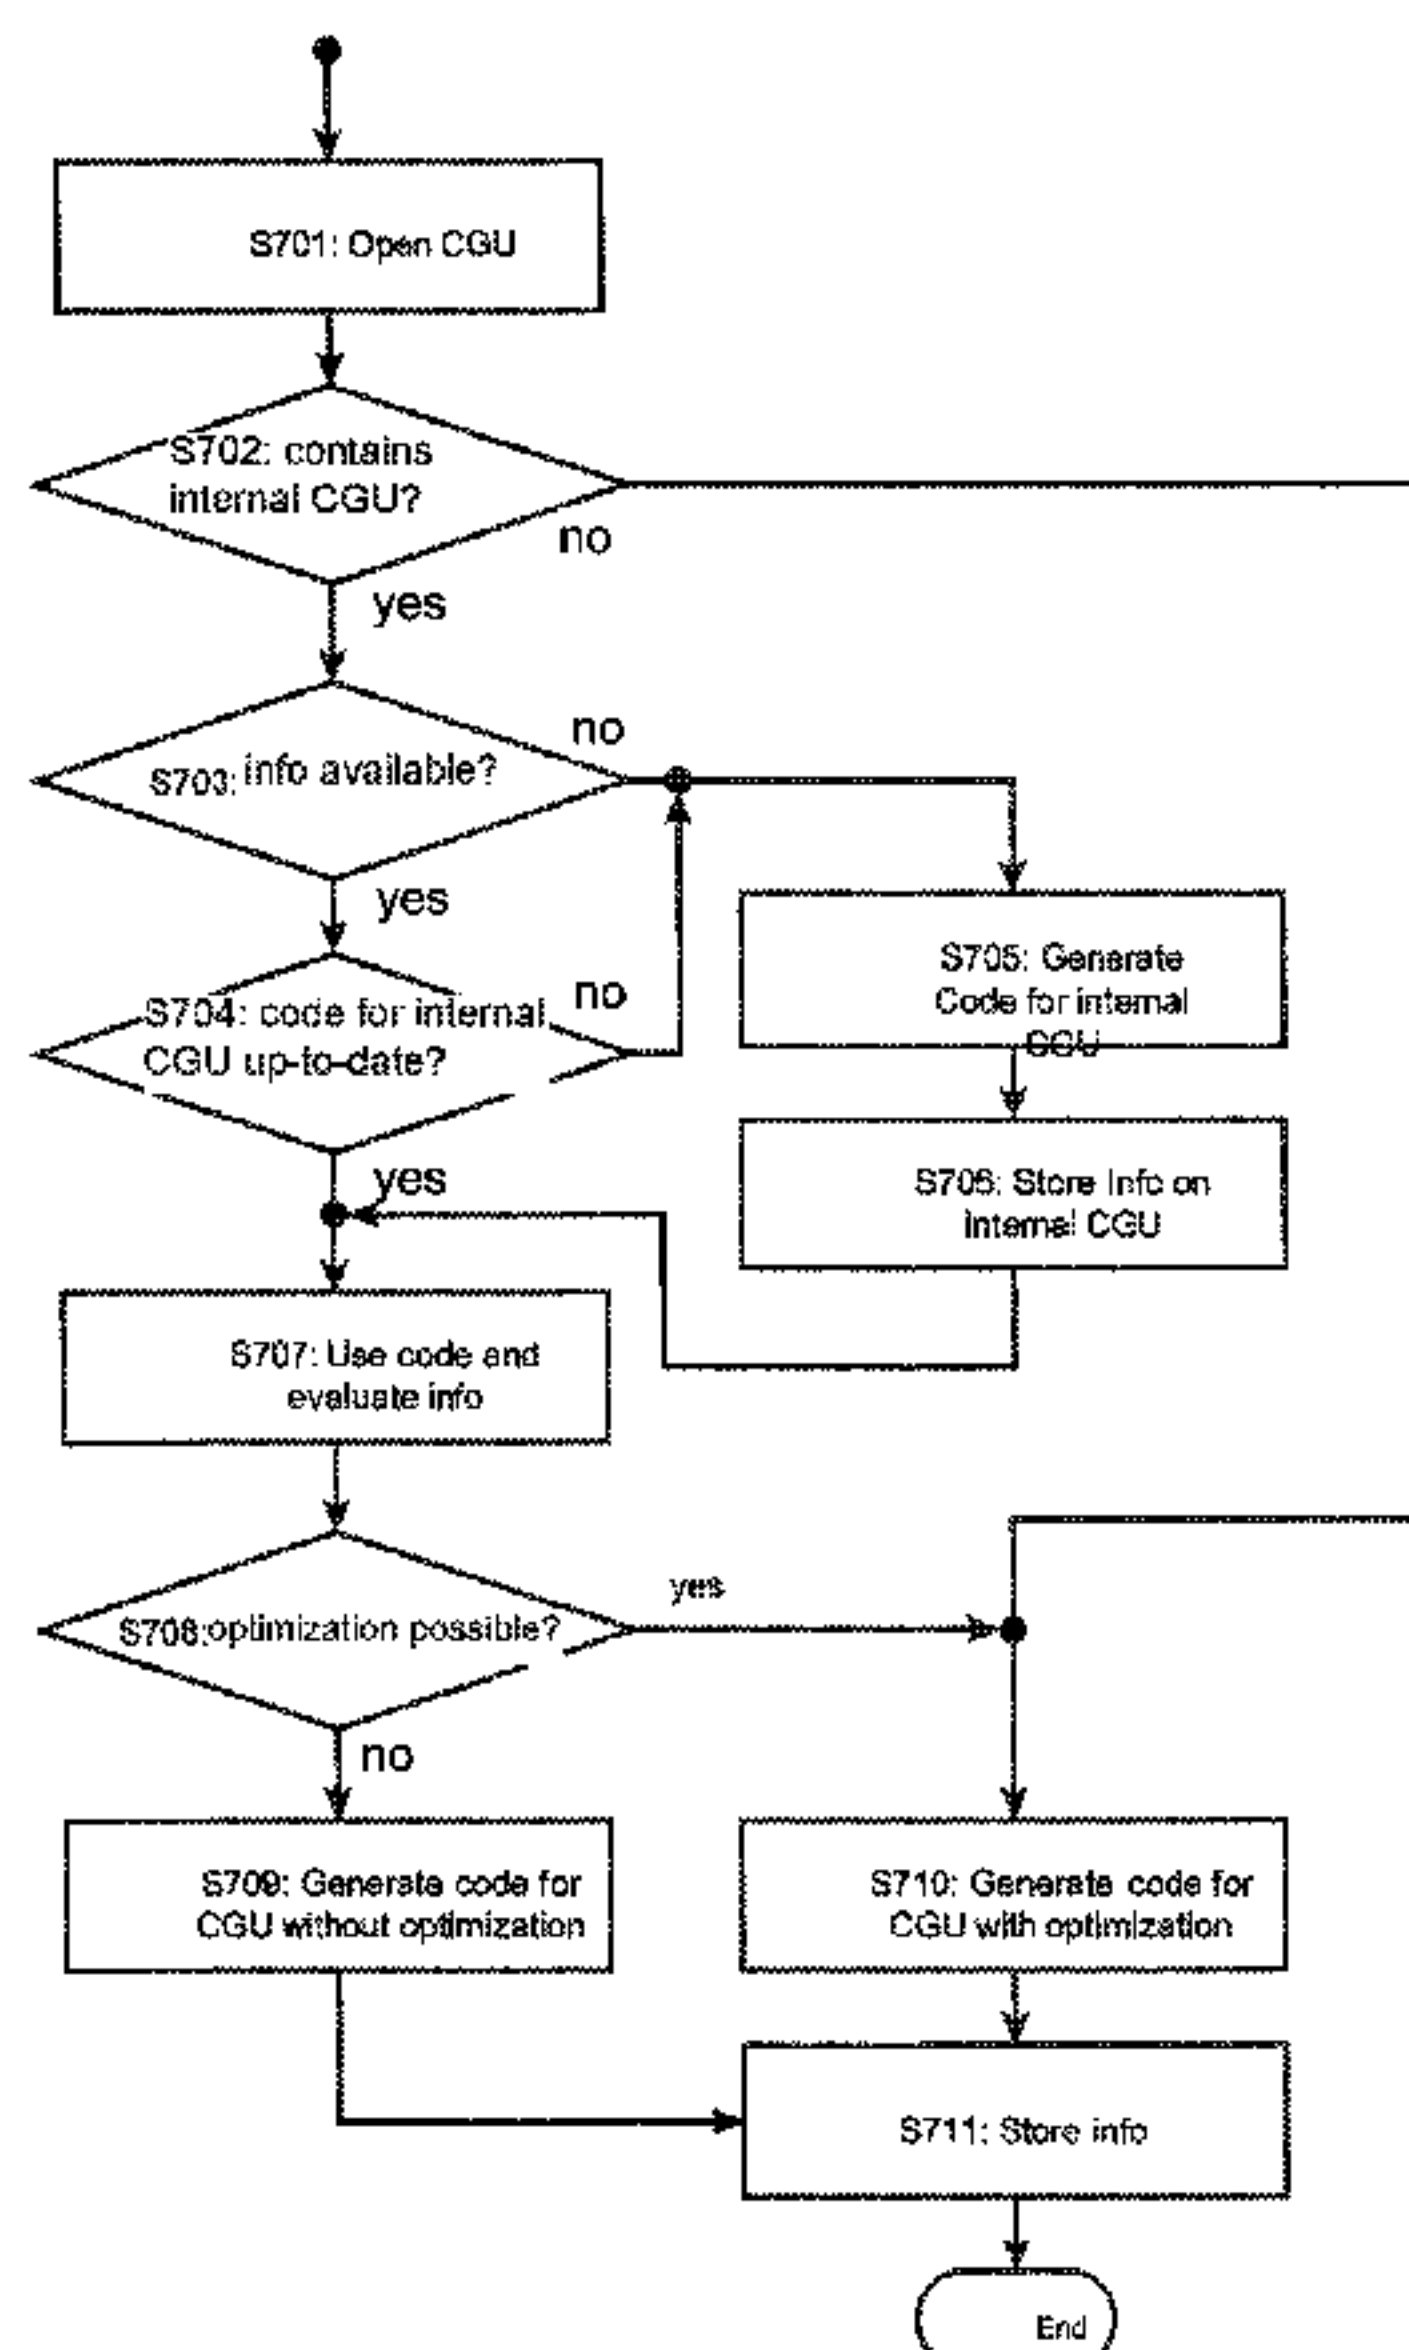 S701: Open CGU
S702: contains
internal CGU?
no
yes
no
S703: info available?
yes
no
S704: code for internal
CGU up-to-date?
S705: Generate
Code for internal
CGU
yes
S706: Store Info on
internal CGU
S707: Use code and
evaluate info
yes
S708: optimization possible?
no
S709: Generate code for
CGU without optimization
S710: Generate code for
CGU with optimization
S711: Store info
End